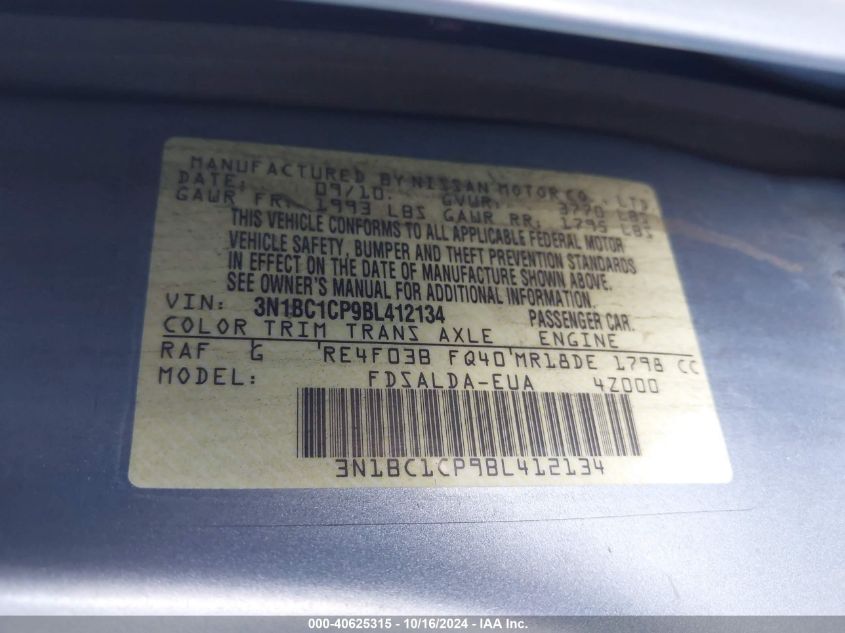 MANUFACTURED BY NISSAN MOTOR CO., LTD
DATE: 09/10. GVWR. 3770 LBS
GAWR FR. 1993 LBS GAWR RR. 1795 LBS
THIS VEHICLE CONFORMS TO ALL APPLICABLE FEDERAL MOTOR
VEHICLE SAFETY, BUMPER AND THEFT PREVENTION STANDARDS
IN EFFECT ON THE DATE OF MANUFACTURE SHOWN ABOVE.
SEE OWNER'S MANUAL FOR ADDITIONAL INFORMATION
VIN: 3N1BC1CP9BL412134 PASSENGER CAR.
COLOR TRIM TRANS AXLE ENGINE
RAF G 'RE4F03B FQ40'MR18DE 1798 CC
MODEL: FDSALDA-EUA 4Z000
3N1BC1CP9BL412134
000-40625315 - 10/16/2024 - IAA Inc.